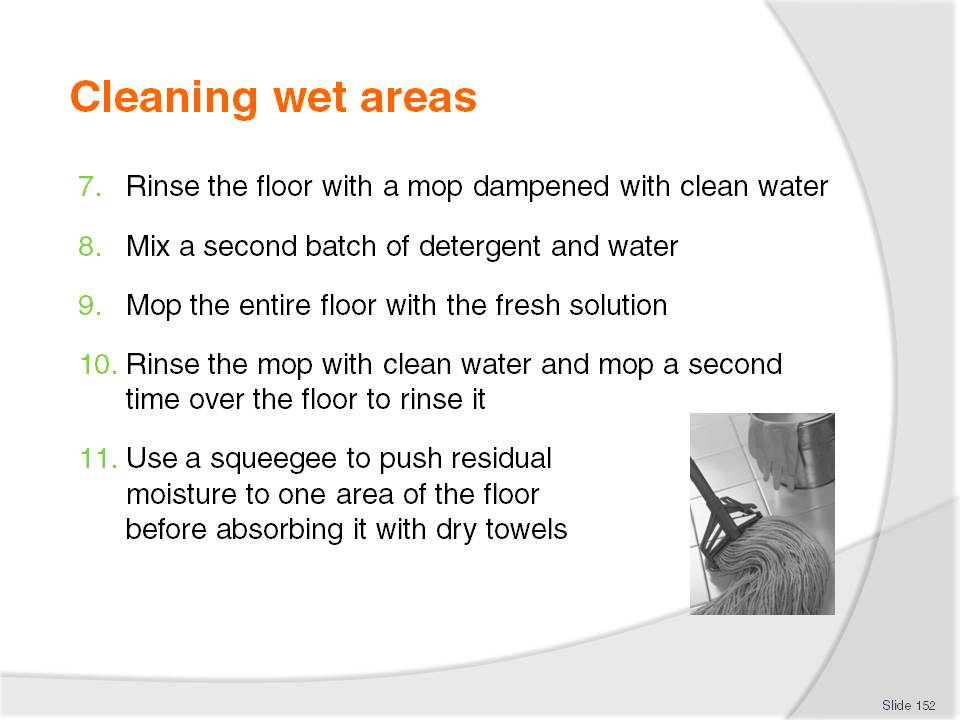 Cleaning wet areas
7. Rinse the floor with a mop dampened with clean water
8. Mix a second batch of detergent and water
9. Mop the entire floor with the fresh solution
10. Rinse the mop with clean water and mop a second
time over the floor to rinse it
11. Use a squeegee to push residual
moisture to one area of the floor
before absorbing it with dry towels
Slide 152